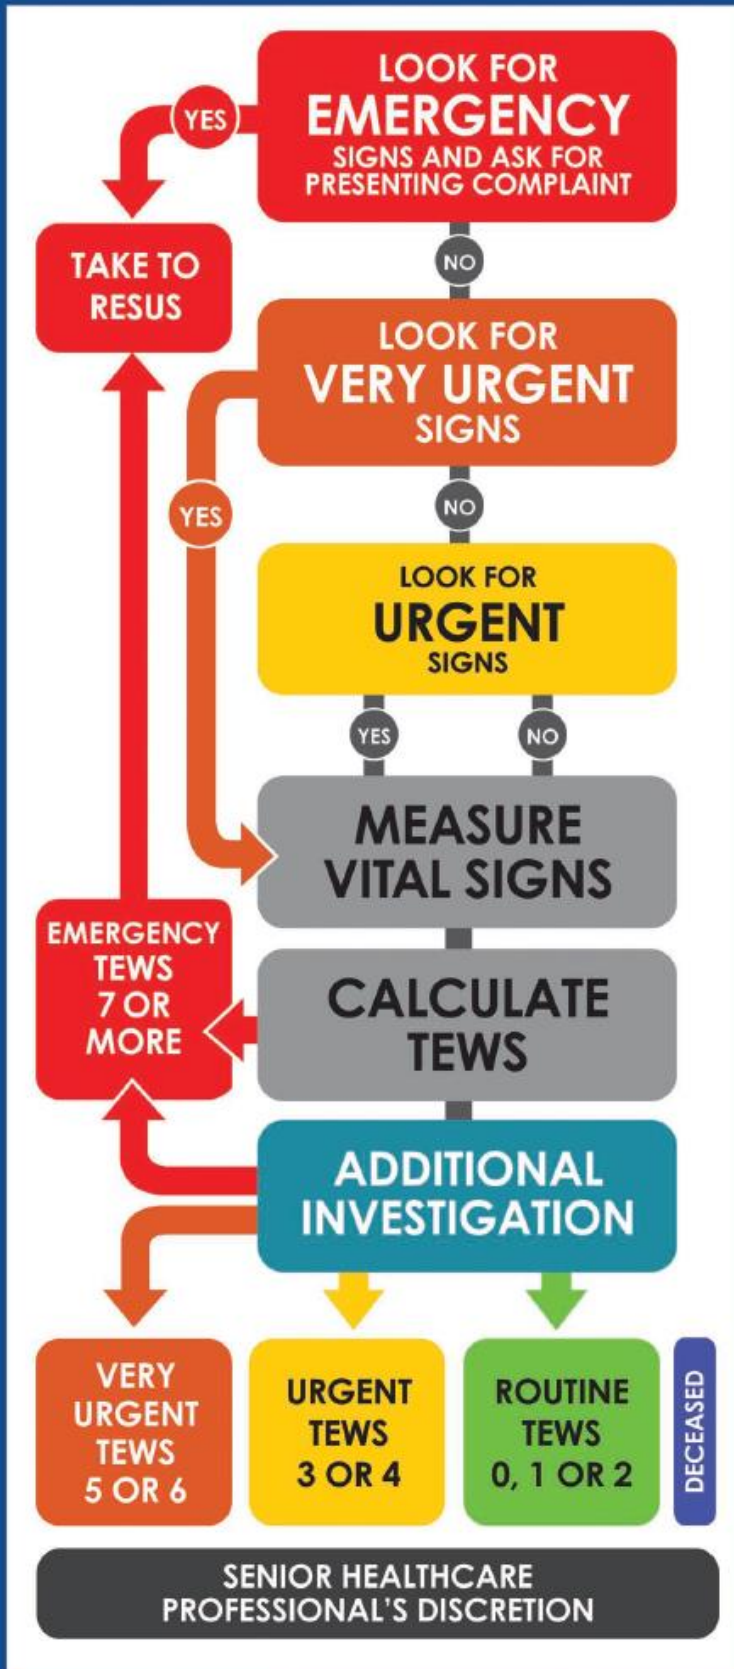 LOOK FOR
EMERGENCY
SIGNS AND ASK FOR
PRESENTING COMPLAINT
YES
TAKE TO
RESUS
NO
LOOK FOR
VERY URGENT
SIGNS
YES
NO
LOOK FOR
URGENT
SIGNS
YES
NO
MEASURE
VITAL SIGNS
EMERGENCY
TEWS
7 OR
MORE
CALCULATE
TEWS
ADDITIONAL
INVESTIGATION
VERY
URGENT
TEWS
5 OR 6
URGENT
TEWS
3 OR 4
ROUTINE
TEWS
0, 1 OR 2
DECEASED
SENIOR HEALTHCARE
PROFESSIONAL'S DISCRETION